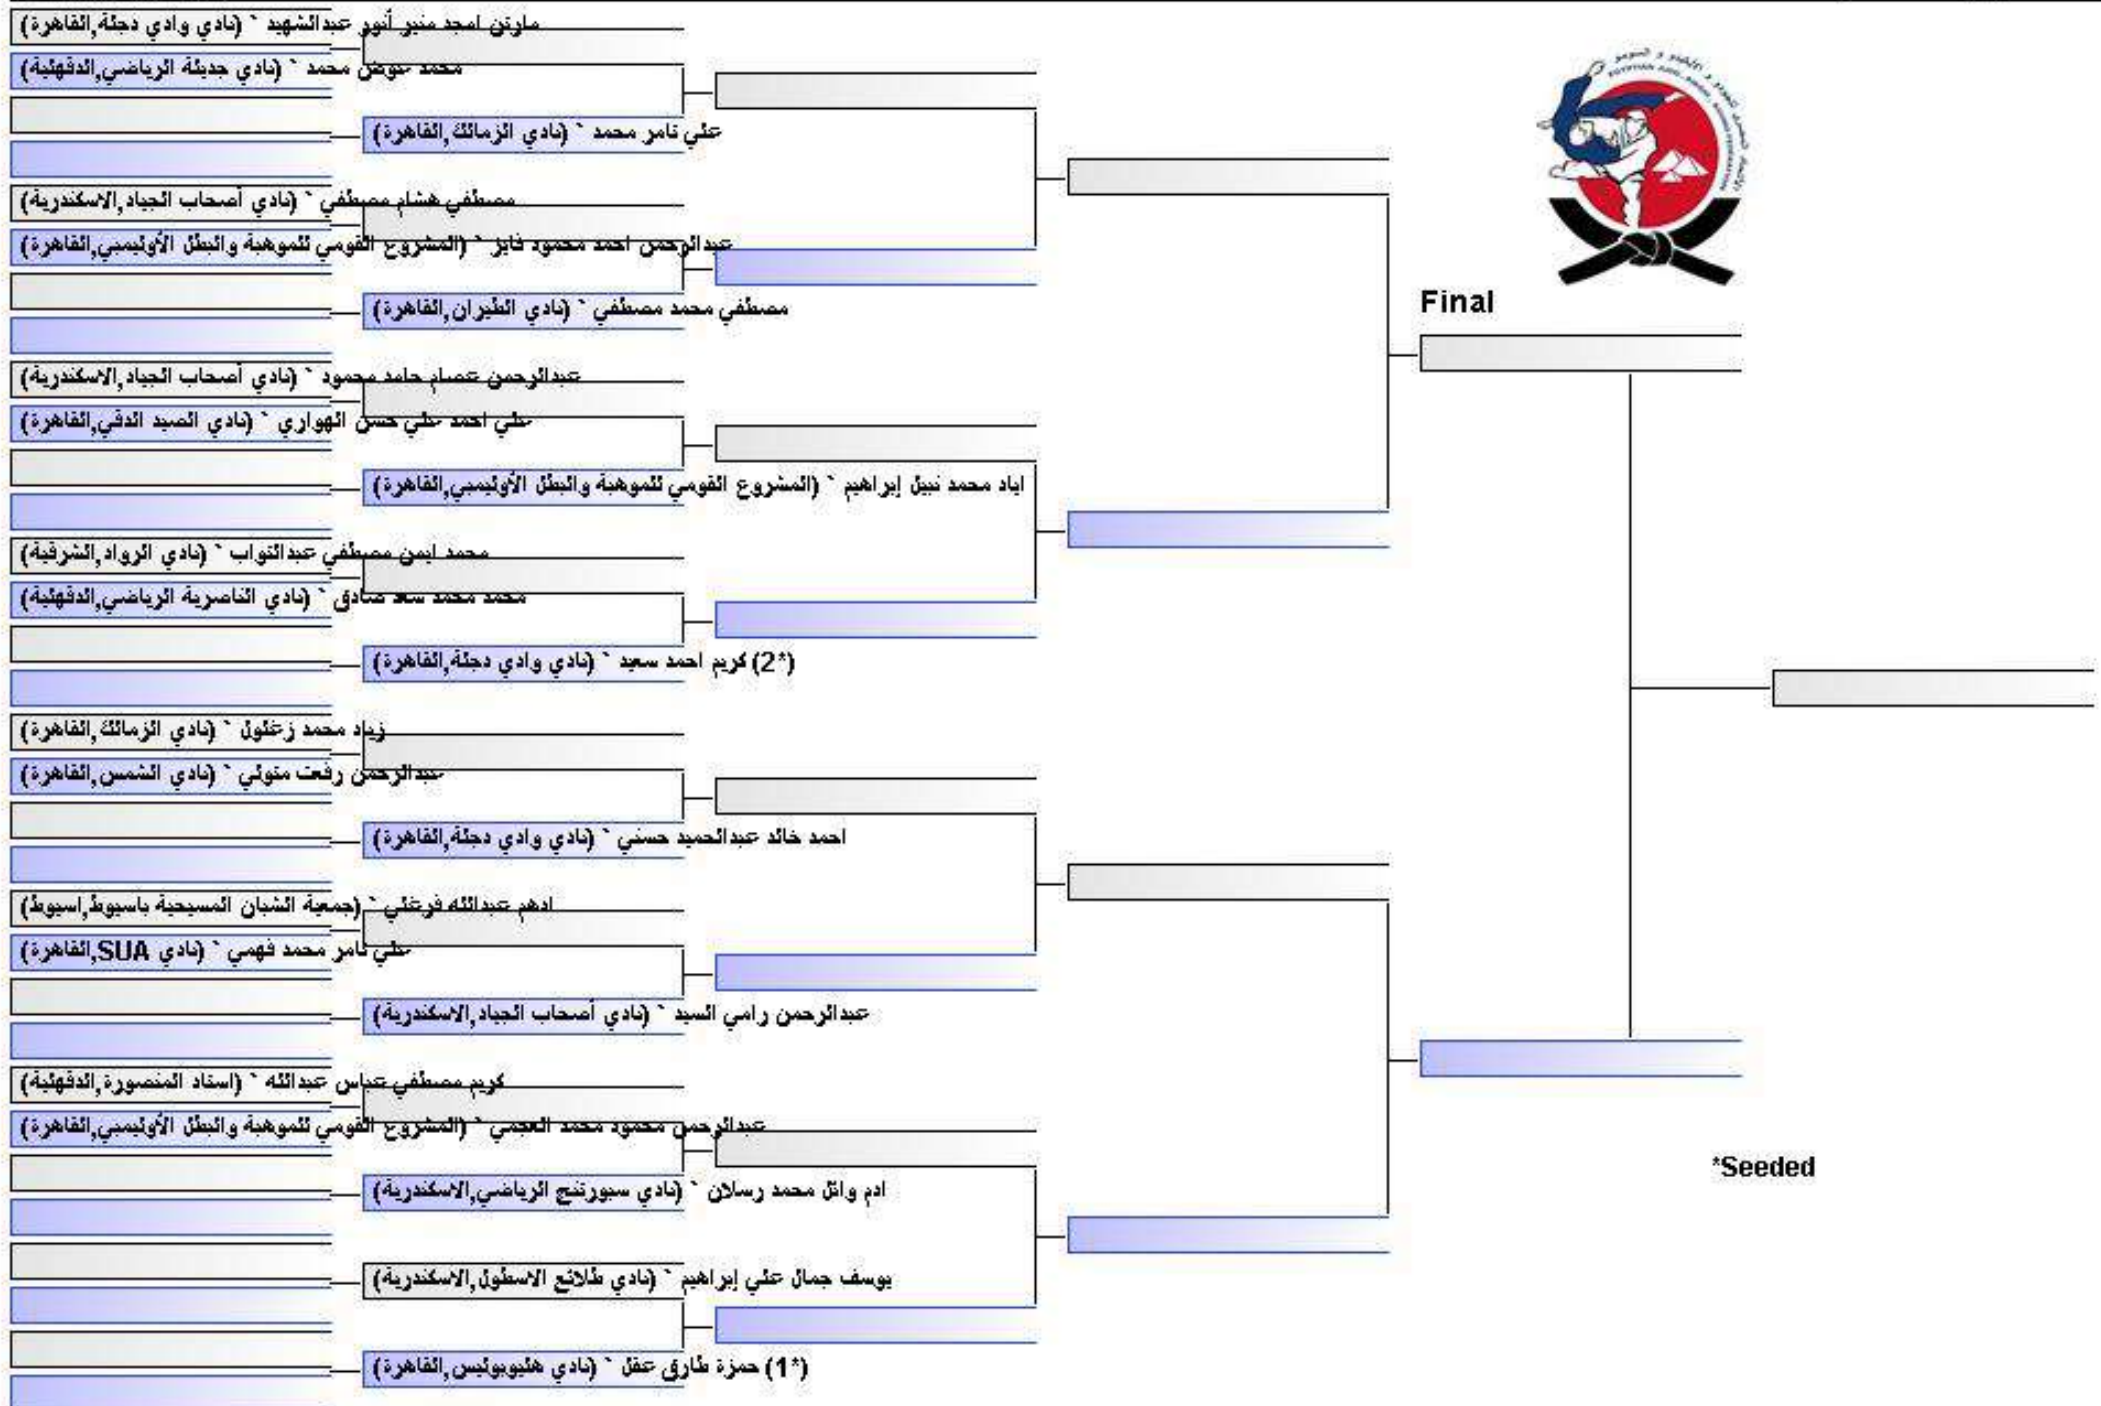 مارتن امجد منير أنور عبدالشهيد ` (نادي وادي دجلة,القاهرة)
محمد عوض محمد ` (نادي جديلة الرياضي,الدقهلية)
علي تامر محمد ` (نادي الزمالك,القاهرة)
مصطفي هشام مصطفي ` (نادي أصحاب الجياد,الاسكندرية)
عبدالرحمن احمد محمود فايز ` (المشروع القومي للموهبة والبطل الأوليمبي,القاهرة)
مصطفي محمد مصطفي ` (نادي الطيران,القاهرة)
Final
عبدالرحمن عصام حامد محمود ` (نادي أصحاب الجياد,الاسكندرية)
علي احمد علي حسن الهواري ` (نادي الصيد الدقي,القاهرة)
اياد محمد نبيل إبراهيم ` (المشروع القومي للموهبة والبطل الأوليمبي,القاهرة)
محمد ايمن مصطفي عبدالتواب ` (نادي الرواد,الشرقية)
محمد محمد سعد صادق ` (نادي الناصرية الرياضي,الدقهلية)
(2*) كريم احمد سعيد ` (نادي وادي دجلة,القاهرة)
زياد محمد زغلول ` (نادي الزمالك,القاهرة)
عبدالرحمن رفعت متولي ` (نادي الشمس,القاهرة)
احمد خالد عبدالحميد حسني ` (نادي وادي دجلة,القاهرة)
ادهم عبدالله فرغلي ` (جمعية الشبان المسيحية باسيوط,اسيوط)
علي تامر محمد فهمي ` (نادي SUA,القاهرة)
عبدالرحمن رامي السيد ` (نادي أصحاب الجياد,الاسكندرية)
كريم مصطفي عباس عبدالله ` (استاد المنصورة,الدقهلية)
عبدالرحمن محمود محمد العجمي ` (المشروع القومي للموهبة والبطل الأوليمبي,القاهرة)
*Seeded
ادم وائل محمد رسلان ` (نادي سبورتنج الرياضي,الاسكندرية)
يوسف جمال علي إبراهيم ` (نادي طلائع الاسطول,الاسكندرية)
(1*) حمزة طارق عقل ` (نادي هليوبوليس,القاهرة)